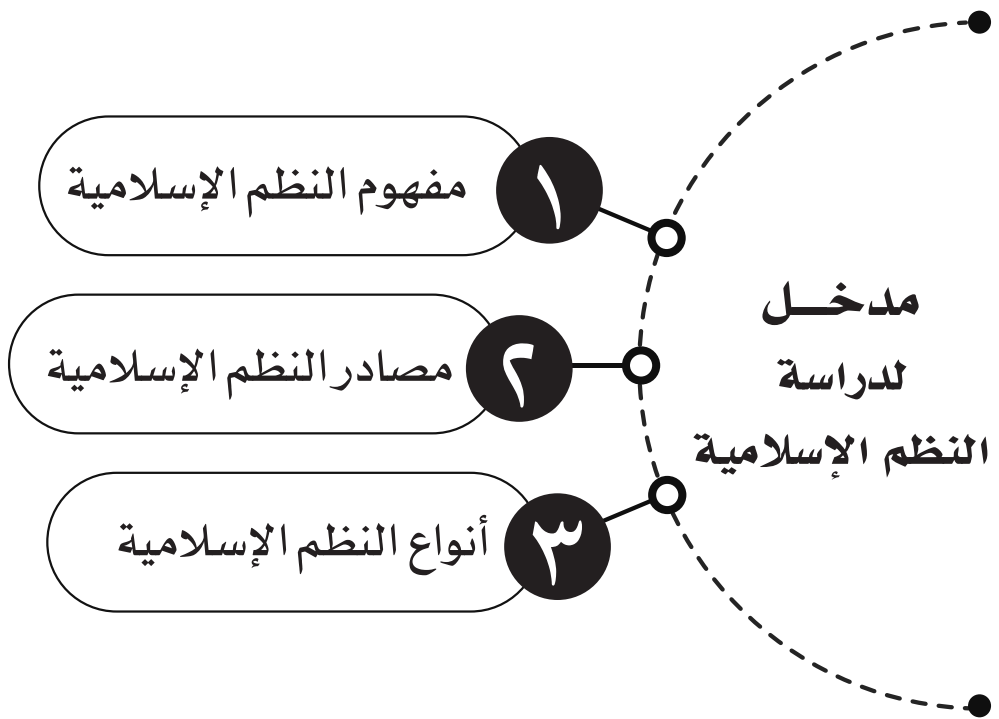 مدخل
لدراسة
النظم الإسلامية
١
مفهوم النظم الإسلامية
٢
مصادر النظم الإسلامية
٣
أنواع النظم الإسلامية